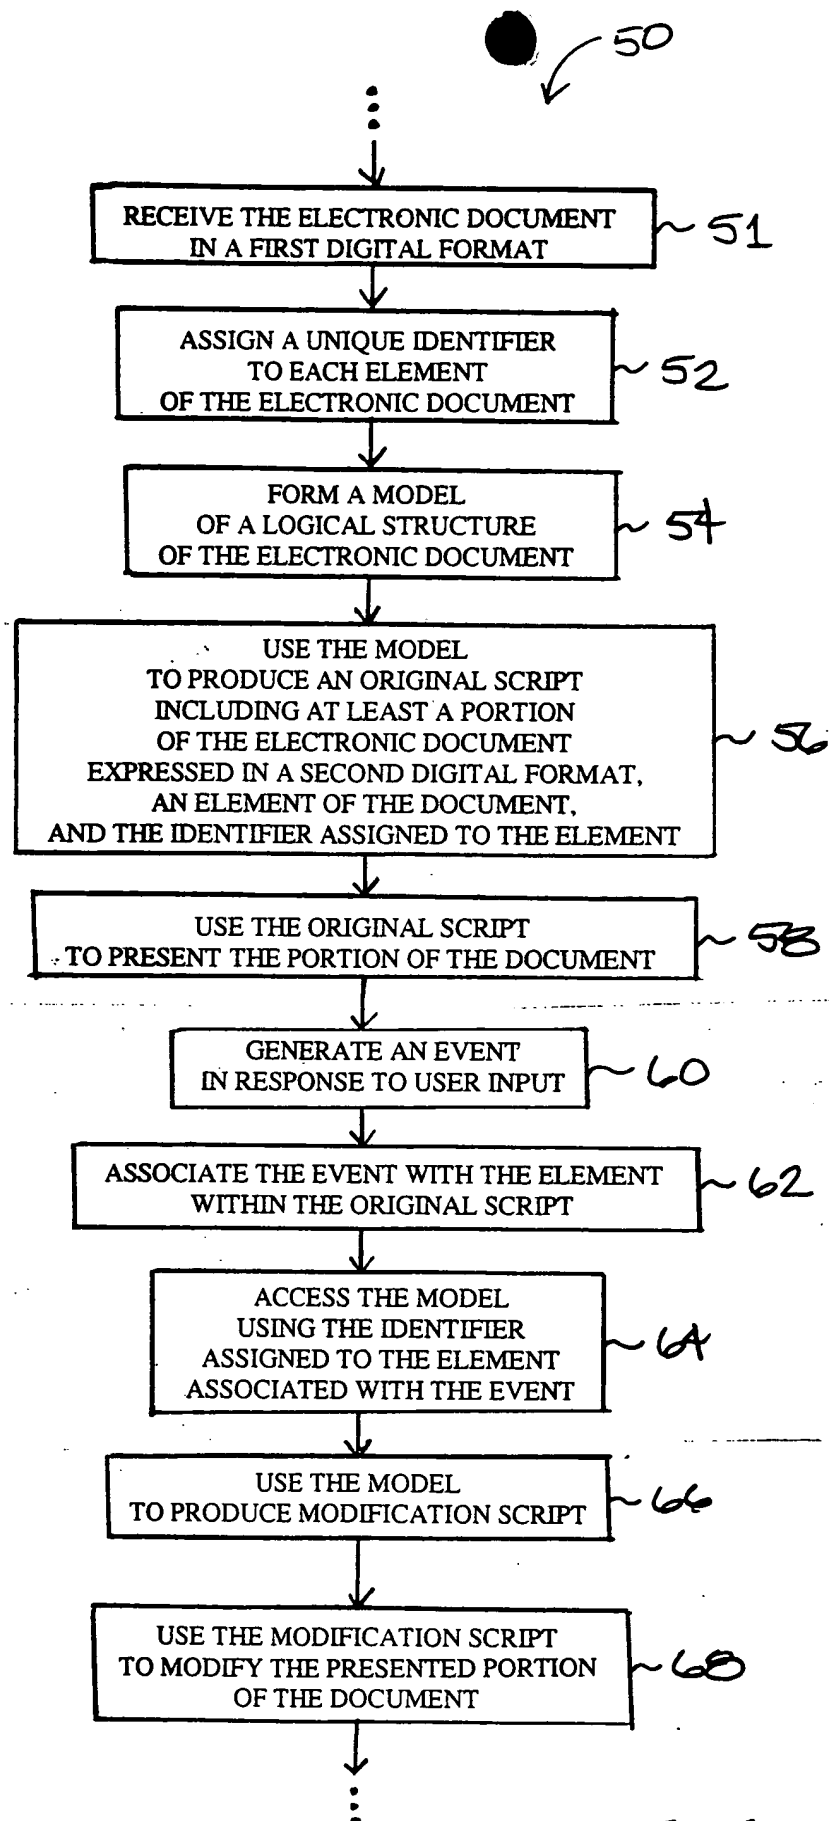 50
RECEIVE THE ELECTRONIC DOCUMENT
IN A FIRST DIGITAL FORMAT
51
ASSIGN A UNIQUE IDENTIFIER
TO EACH ELEMENT
OF THE ELECTRONIC DOCUMENT
52
FORM A MODEL
OF A LOGICAL STRUCTURE
OF THE ELECTRONIC DOCUMENT
54
USE THE MODEL
TO PRODUCE AN ORIGINAL SCRIPT
INCLUDING AT LEAST A PORTION
OF THE ELECTRONIC DOCUMENT
EXPRESSED IN A SECOND DIGITAL FORMAT,
AN ELEMENT OF THE DOCUMENT,
AND THE IDENTIFIER ASSIGNED TO THE ELEMENT
56
USE THE ORIGINAL SCRIPT
TO PRESENT THE PORTION OF THE DOCUMENT
58
GENERATE AN EVENT
IN RESPONSE TO USER INPUT
60
ASSOCIATE THE EVENT WITH THE ELEMENT
WITHIN THE ORIGINAL SCRIPT
62
ACCESS THE MODEL
USING THE IDENTIFIER
ASSIGNED TO THE ELEMENT
ASSOCIATED WITH THE EVENT
64
USE THE MODEL
TO PRODUCE MODIFICATION SCRIPT
66
USE THE MODIFICATION SCRIPT
TO MODIFY THE PRESENTED PORTION
OF THE DOCUMENT
68